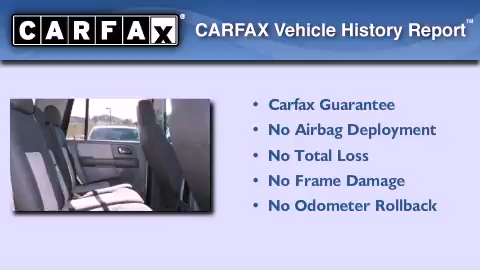 CARFAX®
CARFAX Vehicle History Report™
• Carfax Guarantee
• No Airbag Deployment
• No Total Loss
• No Frame Damage
• No Odometer Rollback